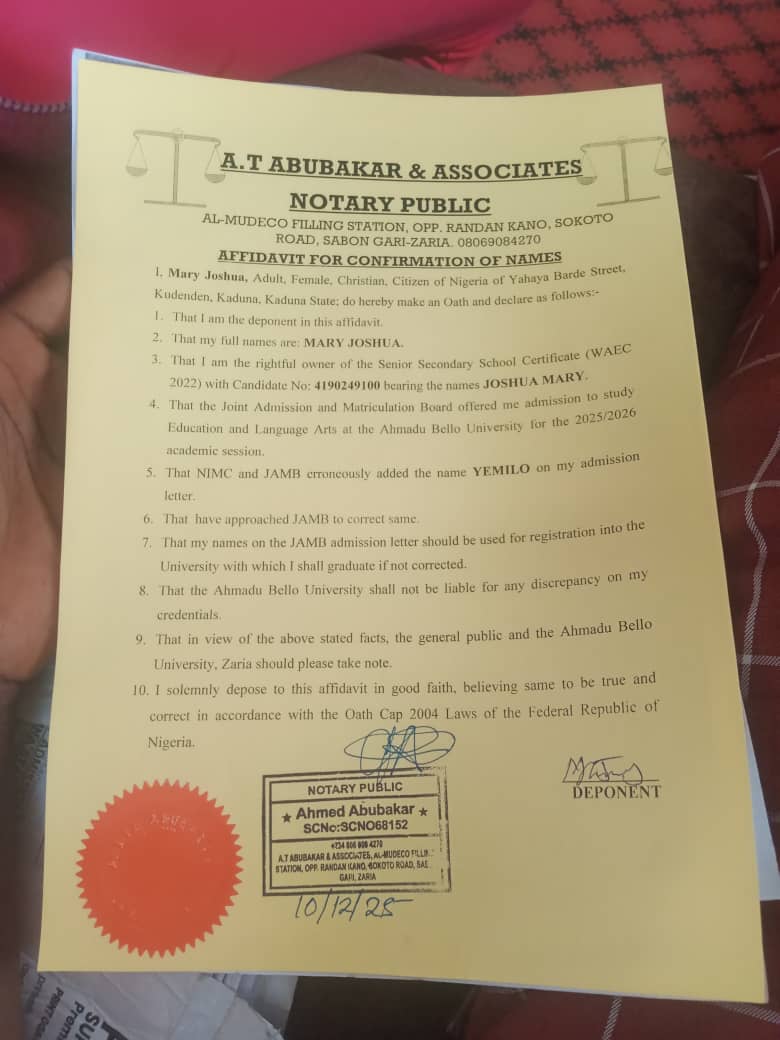 A.T ABUBAKAR & ASSOCIATES
NOTARY PUBLIC
AL-MUDECO FILLING STATION, OPP. RANDAN KANO, SOKOTO
ROAD, SABON GARI-ZARIA. 08069084270
AFFIDAVIT FOR CONFIRMATION OF NAMES
I, Mary Joshua, Adult, Female, Christian, Citizen of Nigeria of Yahaya Barde Street,
Kudenden, Kaduna, Kaduna State; do hereby make an Oath and declare as follows:-
1. That I am the deponent in this affidavit.
2. That my full names are: MARY JOSHUA.
3. That I am the rightful owner of the Senior Secondary School Certificate (WAEC
2022) with Candidate No: 4190249100 bearing the names JOSHUA MARY.
4. That the Joint Admission and Matriculation Board offered me admission to study
Education and Language Arts at the Ahmadu Bello University for the 2025/2026
academic session.
5. That NIMC and JAMB erroneously added the name YEMILO on my admission
letter.
6. That have approached JAMB to correct same.
7. That my names on the JAMB admission letter should be used for registration into the
University with which I shall graduate if not corrected.
8. That the Ahmadu Bello University shall not be liable for any discrepancy on my
credentials.
9. That in view of the above stated facts, the general public and the Ahmadu Bello
University, Zaria should please take note.
10. I solemnly depose to this affidavit in good faith, believing same to be true and
correct in accordance with the Oath Cap 2004 Laws of the Federal Republic of
Nigeria.
DEPONENT
NOTARY PUBLIC
★ Ahmed Abubakar ★
SCNo:SCNO68152
A.T ABUBAKAR & ASSOCIATES, AL-MUDECO
STATION, OPP. RANDAN KANO, SOKOTO ROAD,
GARI, ZARIA
10/12/25